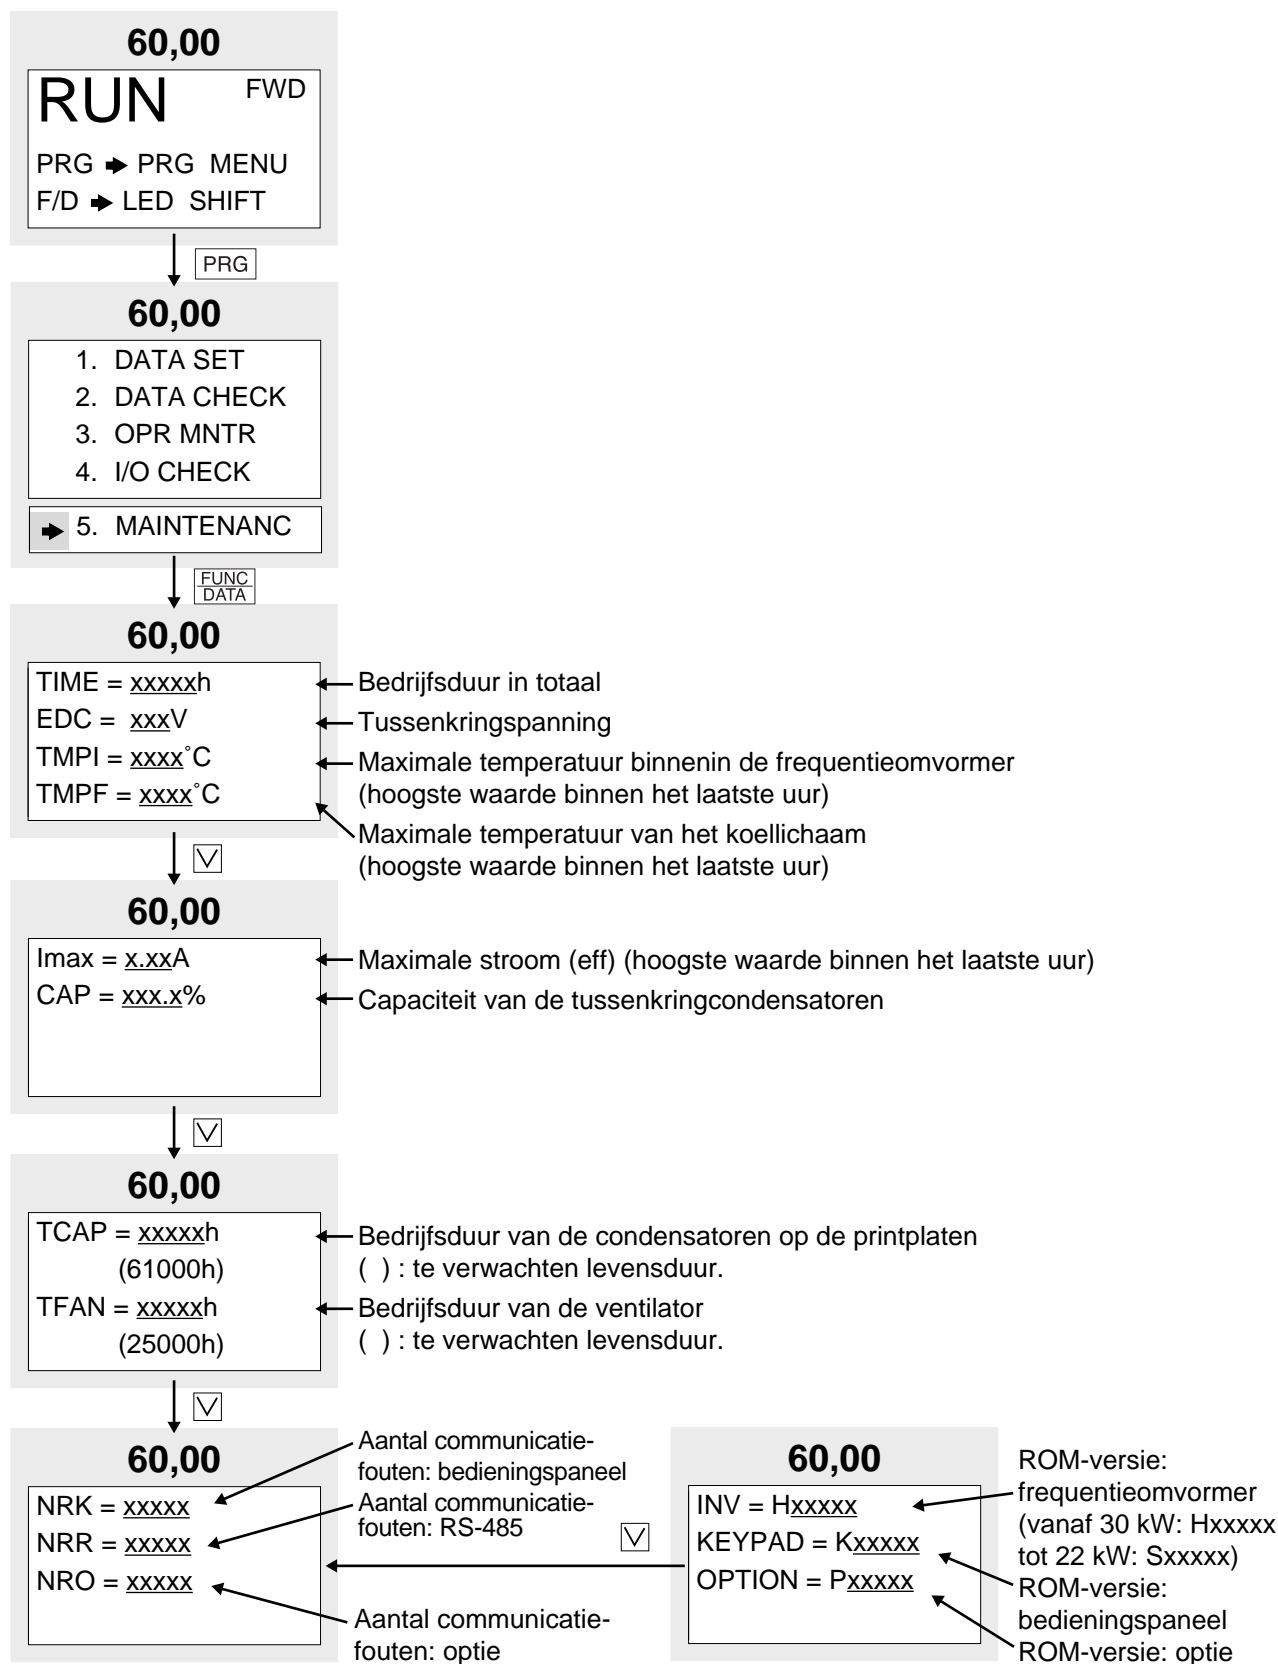 60,00
RUN FWD
PRG ➧ PRG MENU
F/D ➧ LED SHIFT
PRG
60,00
1. DATA SET
2. DATA CHECK
3. OPR MNTR
4. I/O CHECK
➧ 5. MAINTENANC
FUNC
DATA
60,00
TIME = xxxxxh
Bedrijfsduur in totaal
EDC = xxxV
Tussenkringspanning
TMPI = xxxx°C
Maximale temperatuur binnenin de frequentieomvormer
(hoogste waarde binnen het laatste uur)
TMPF = xxxx°C
Maximale temperatuur van het koellichaam
(hoogste waarde binnen het laatste uur)
60,00
Imax = x.xxA
Maximale stroom (eff) (hoogste waarde binnen het laatste uur)
CAP = xxx.x%
Capaciteit van de tussenkringcondensatoren
60,00
TCAP = xxxxxh
(61000h)
Bedrijfsduur van de condensatoren op de printplaten
( ) : te verwachten levensduur.
TFAN = xxxxxh
(25000h)
Bedrijfsduur van de ventilator
( ) : te verwachten levensduur.
60,00
NRK = xxxxx
NRR = xxxxx
NRO = xxxxx
Aantal communicatie-
fouten: bedieningspaneel
Aantal communicatie-
fouten: RS-485
Aantal communicatie-
fouten: optie
60,00
INV = Hxxxxx
KEYPAD = Kxxxxx
OPTION = Pxxxxx
ROM-versie:
frequentieomvormer
(vanaf 30 kW: Hxxxxx
tot 22 kW: Sxxxxx)
ROM-versie:
bedieningspaneel
ROM-versie: optie